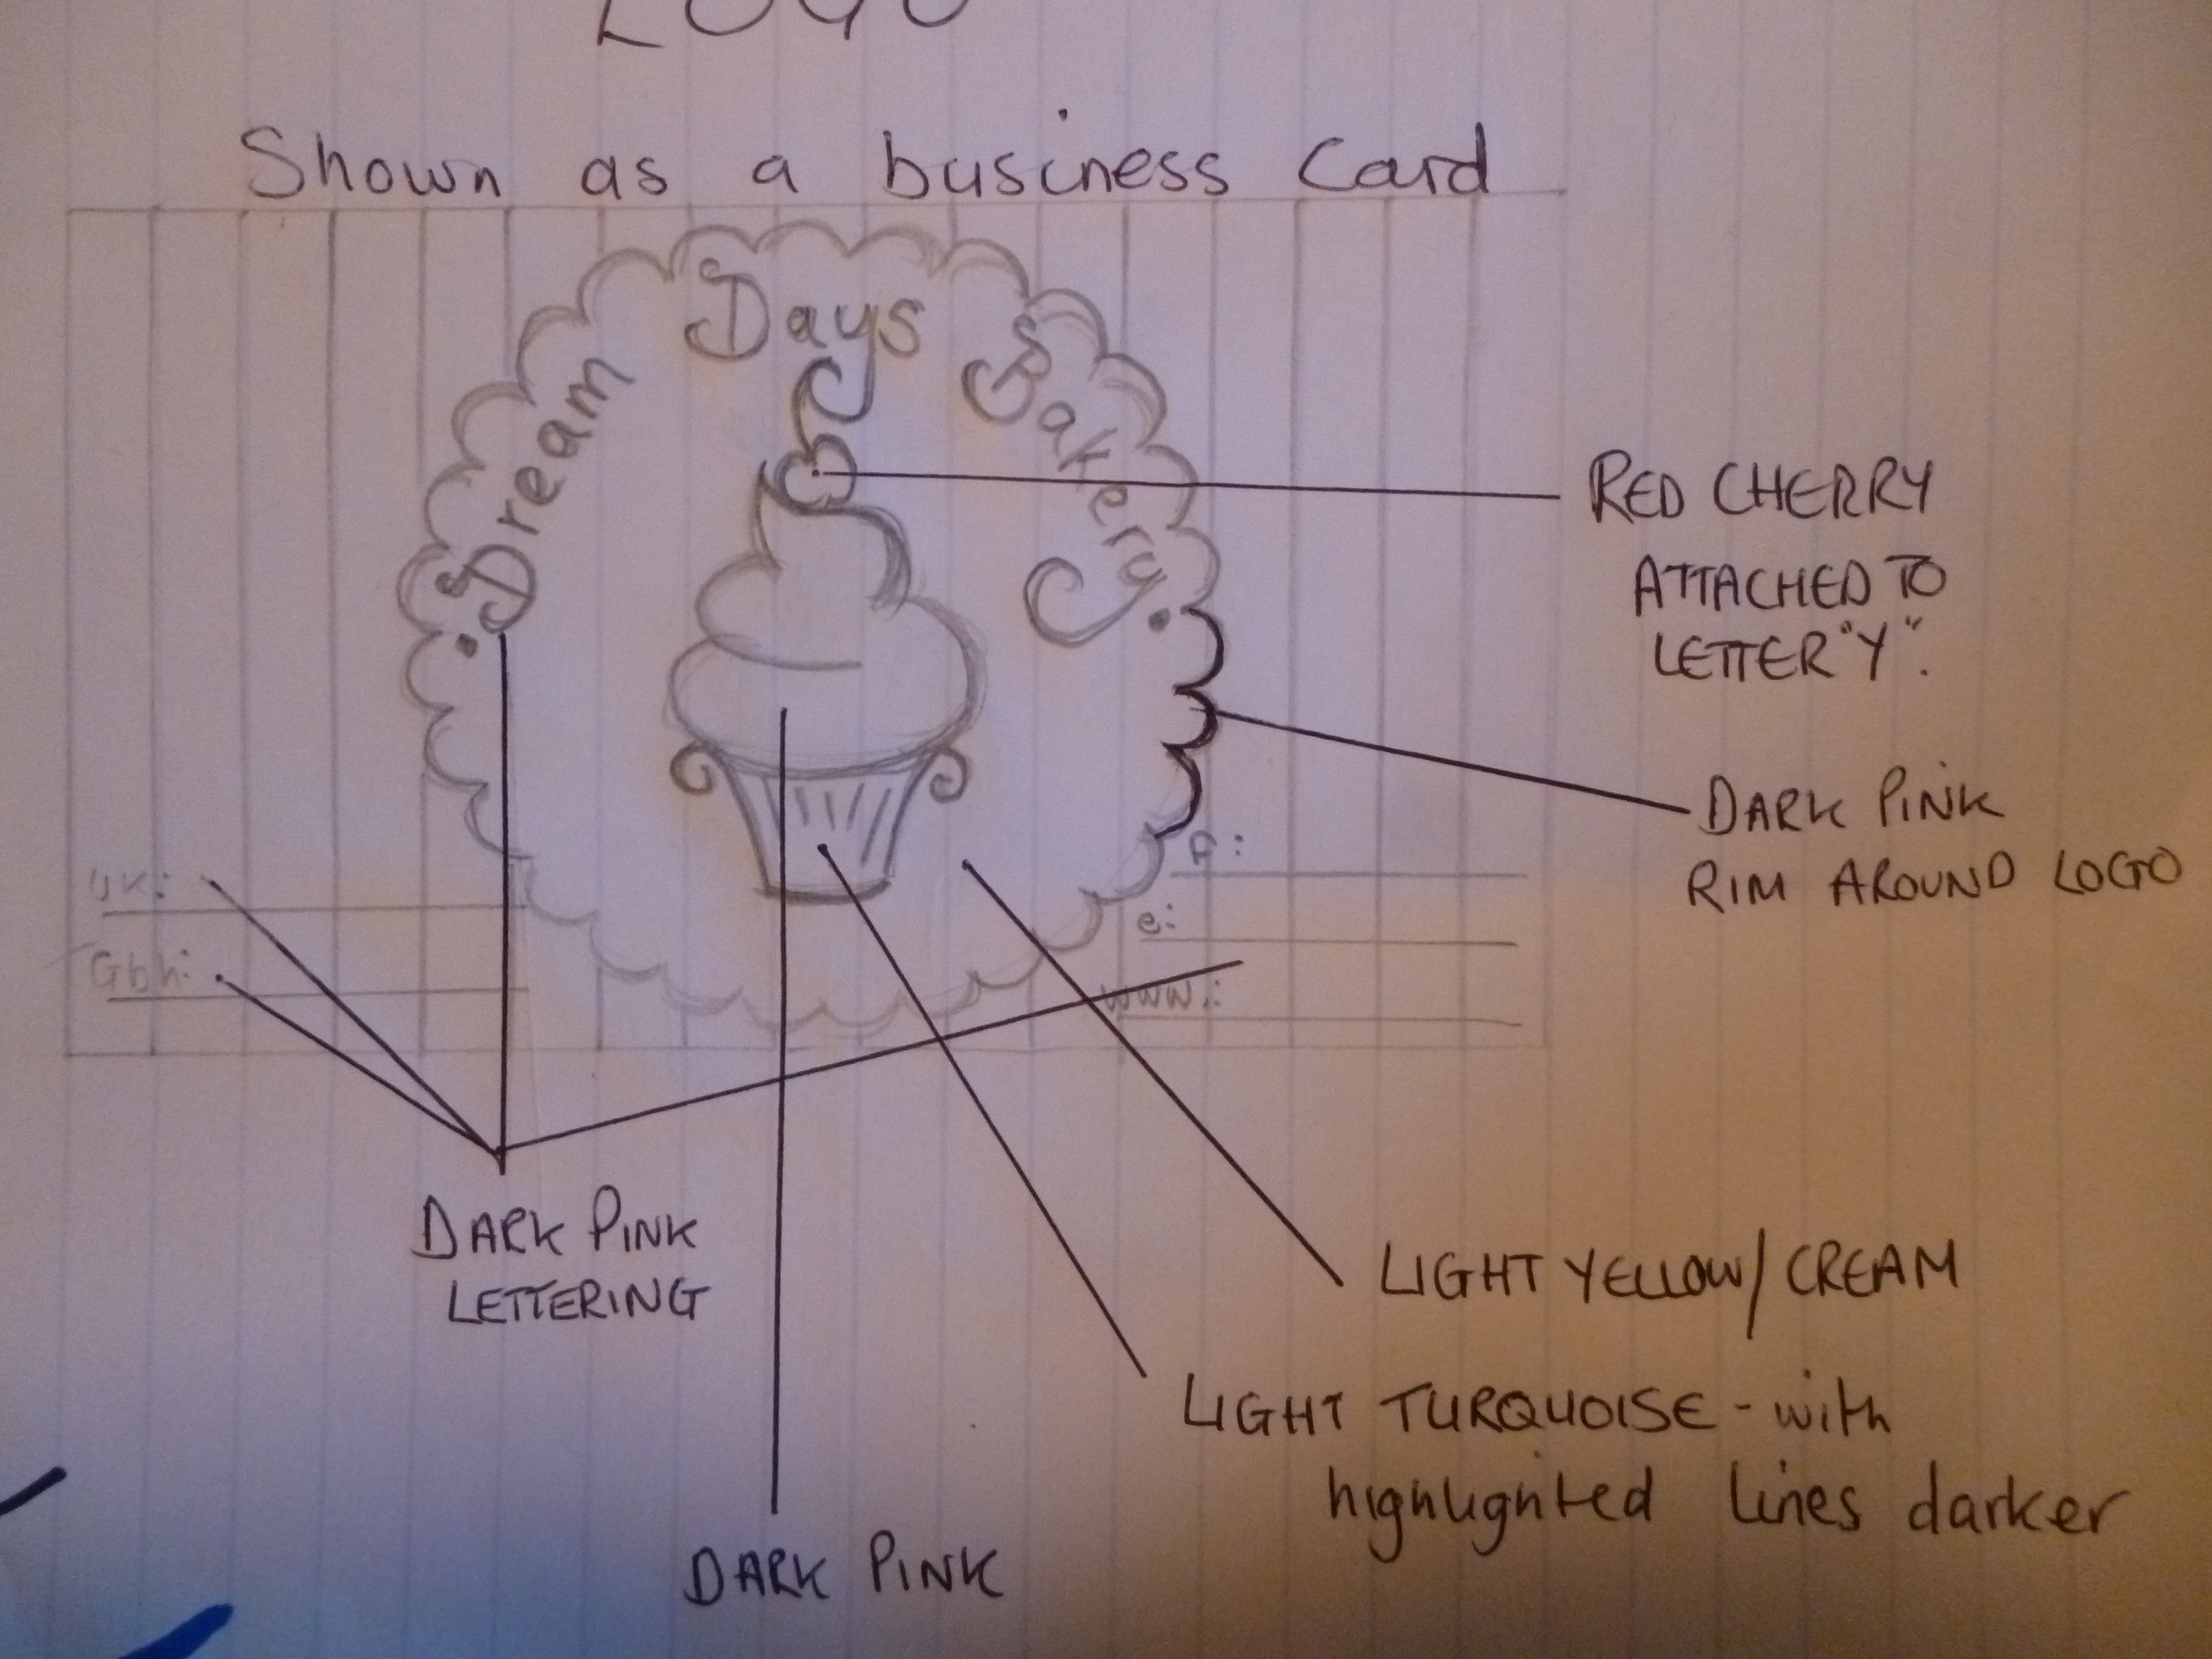 LOGO
Shown as a business card
Dream Days Bakery
RED CHERRY
ATTACHED TO
LETTER "Y".
DARK PINK
RIM AROUND LOGO
uk:
Gbh:
f:
e:
www.:
DARK PINK
LETTERING
LIGHT YELLOW/CREAM
LIGHT TURQUOISE - with
highlighted lines darker
DARK PINK